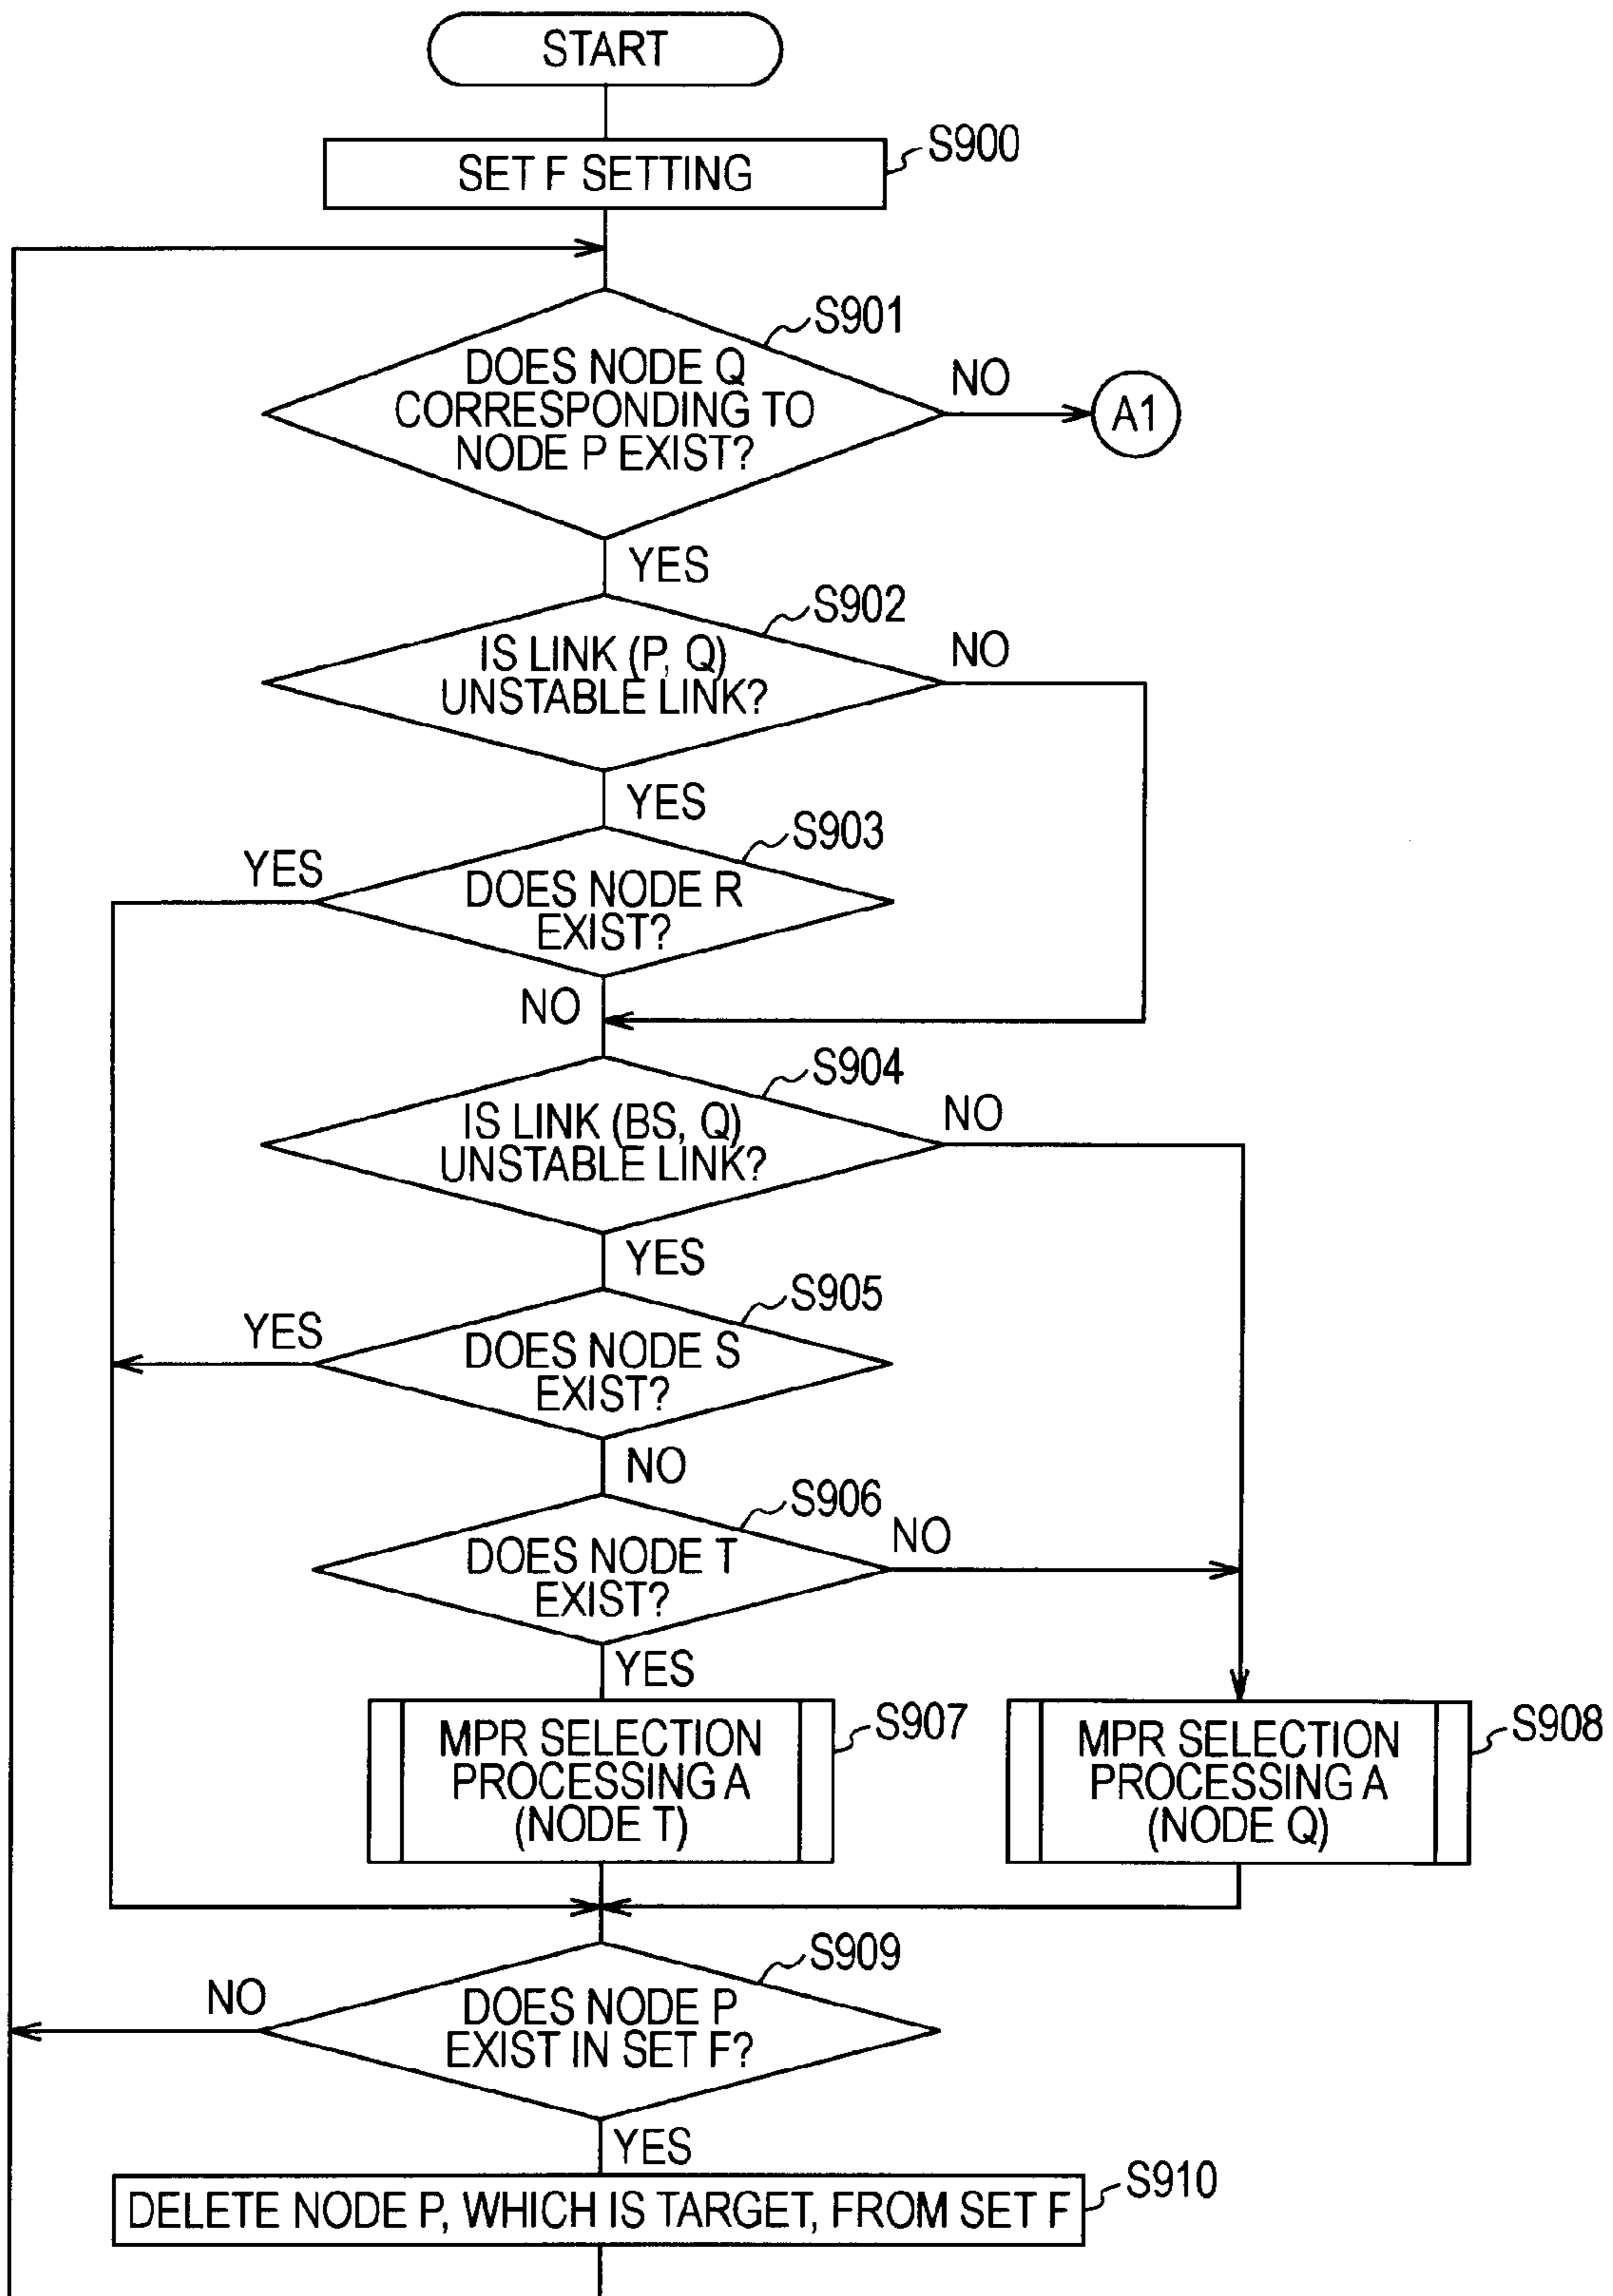 START
SET F SETTING
S900
S901
DOES NODE Q
CORRESPONDING TO
NODE P EXIST?
NO
A1
YES
S902
IS LINK (P, Q)
UNSTABLE LINK?
NO
YES
S903
YES
DOES NODE R
EXIST?
NO
S904
IS LINK (BS, Q)
UNSTABLE LINK?
NO
YES
S905
YES
DOES NODE S
EXIST?
NO
S906
DOES NODE T
EXIST?
NO
YES
MPR SELECTION
PROCESSING A
(NODE T)
S907
MPR SELECTION
PROCESSING A
(NODE Q)
S908
S909
NO
DOES NODE P
EXIST IN SET F?
YES
DELETE NODE P, WHICH IS TARGET, FROM SET F
S910